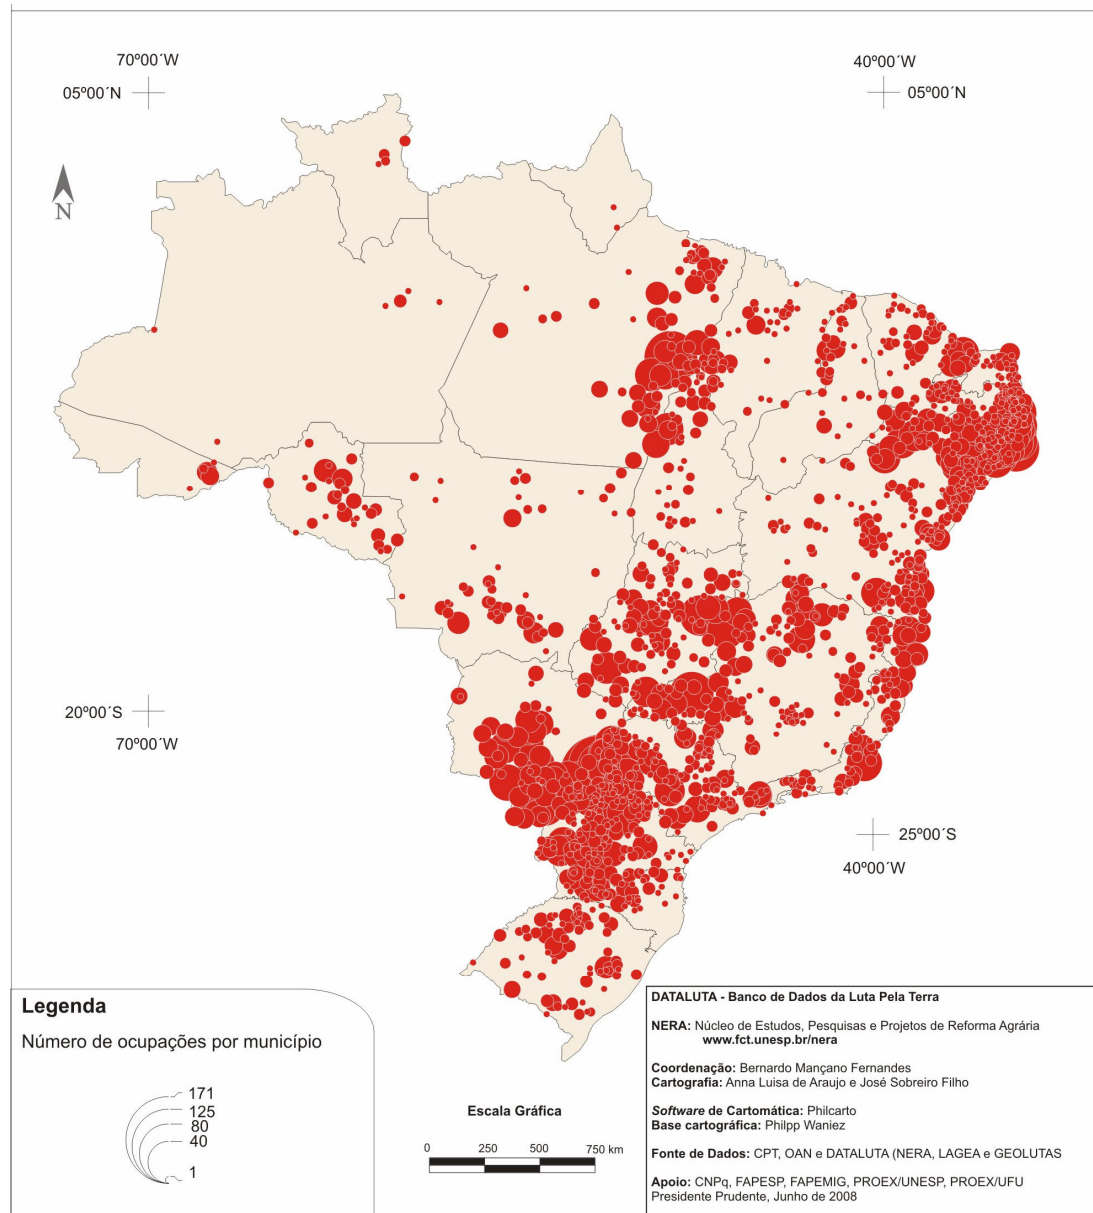 70º00´W
40º00´W
05º00´N
05º00´N
N
20º00´S
70º00´W
25º00´S
40º00´W
Legenda
Número de ocupações por município
171
125
80
40
1
Escala Gráfica
0 250 500 750 km
DATALUTA - Banco de Dados da Luta Pela Terra
NERA: Núcleo de Estudos, Pesquisas e Projetos de Reforma Agrária
www.fct.unesp.br/nera
Coordenação: Bernardo Mançano Fernandes
Cartografia: Anna Luisa de Araujo e José Sobreiro Filho
Software de Cartomática: Philcarto
Base cartográfica: Philpp Waniez
Fonte de Dados: CPT, OAN e DATALUTA (NERA, LAGEA e GEOLUTAS
Apoio: CNPq, FAPESP, FAPEMIG, PROEX/UNESP, PROEX/UFU
Presidente Prudente, Junho de 2008